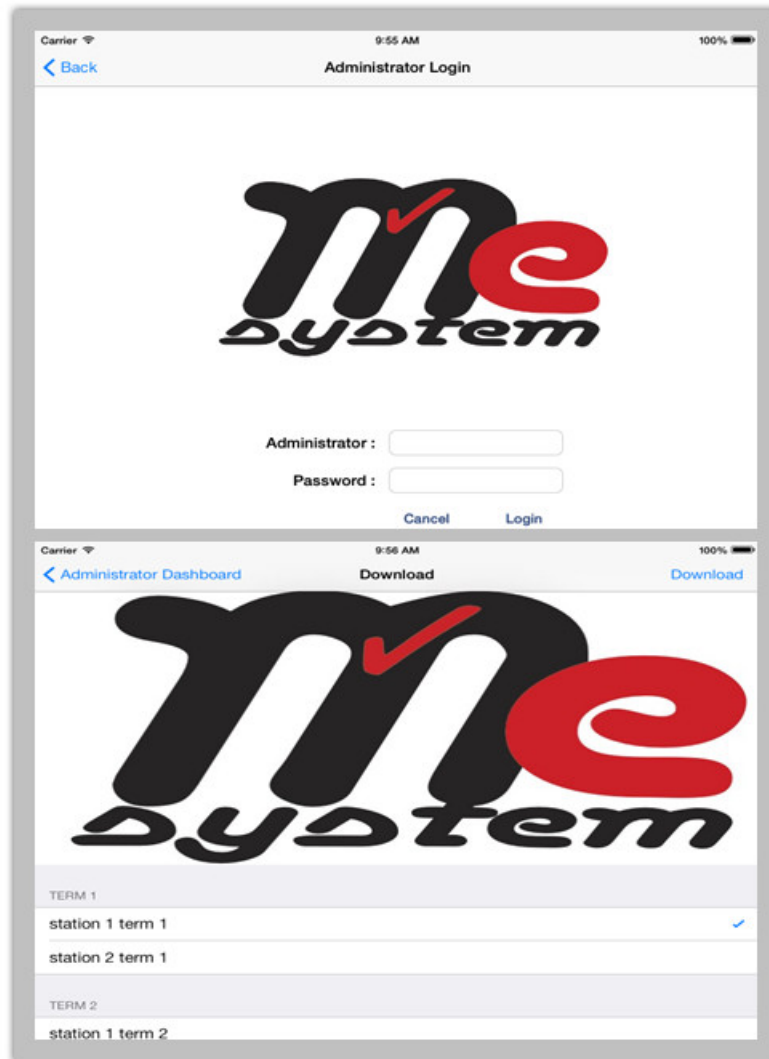 Carrier 9:55 AM 100%
Back Administrator Login
me
system
Administrator :
Password :
Cancel Login
Carrier 9:56 AM 100%
Administrator Dashboard Download Download
me
system
TERM 1
station 1 term 1
station 2 term 1
TERM 2
station 1 term 2